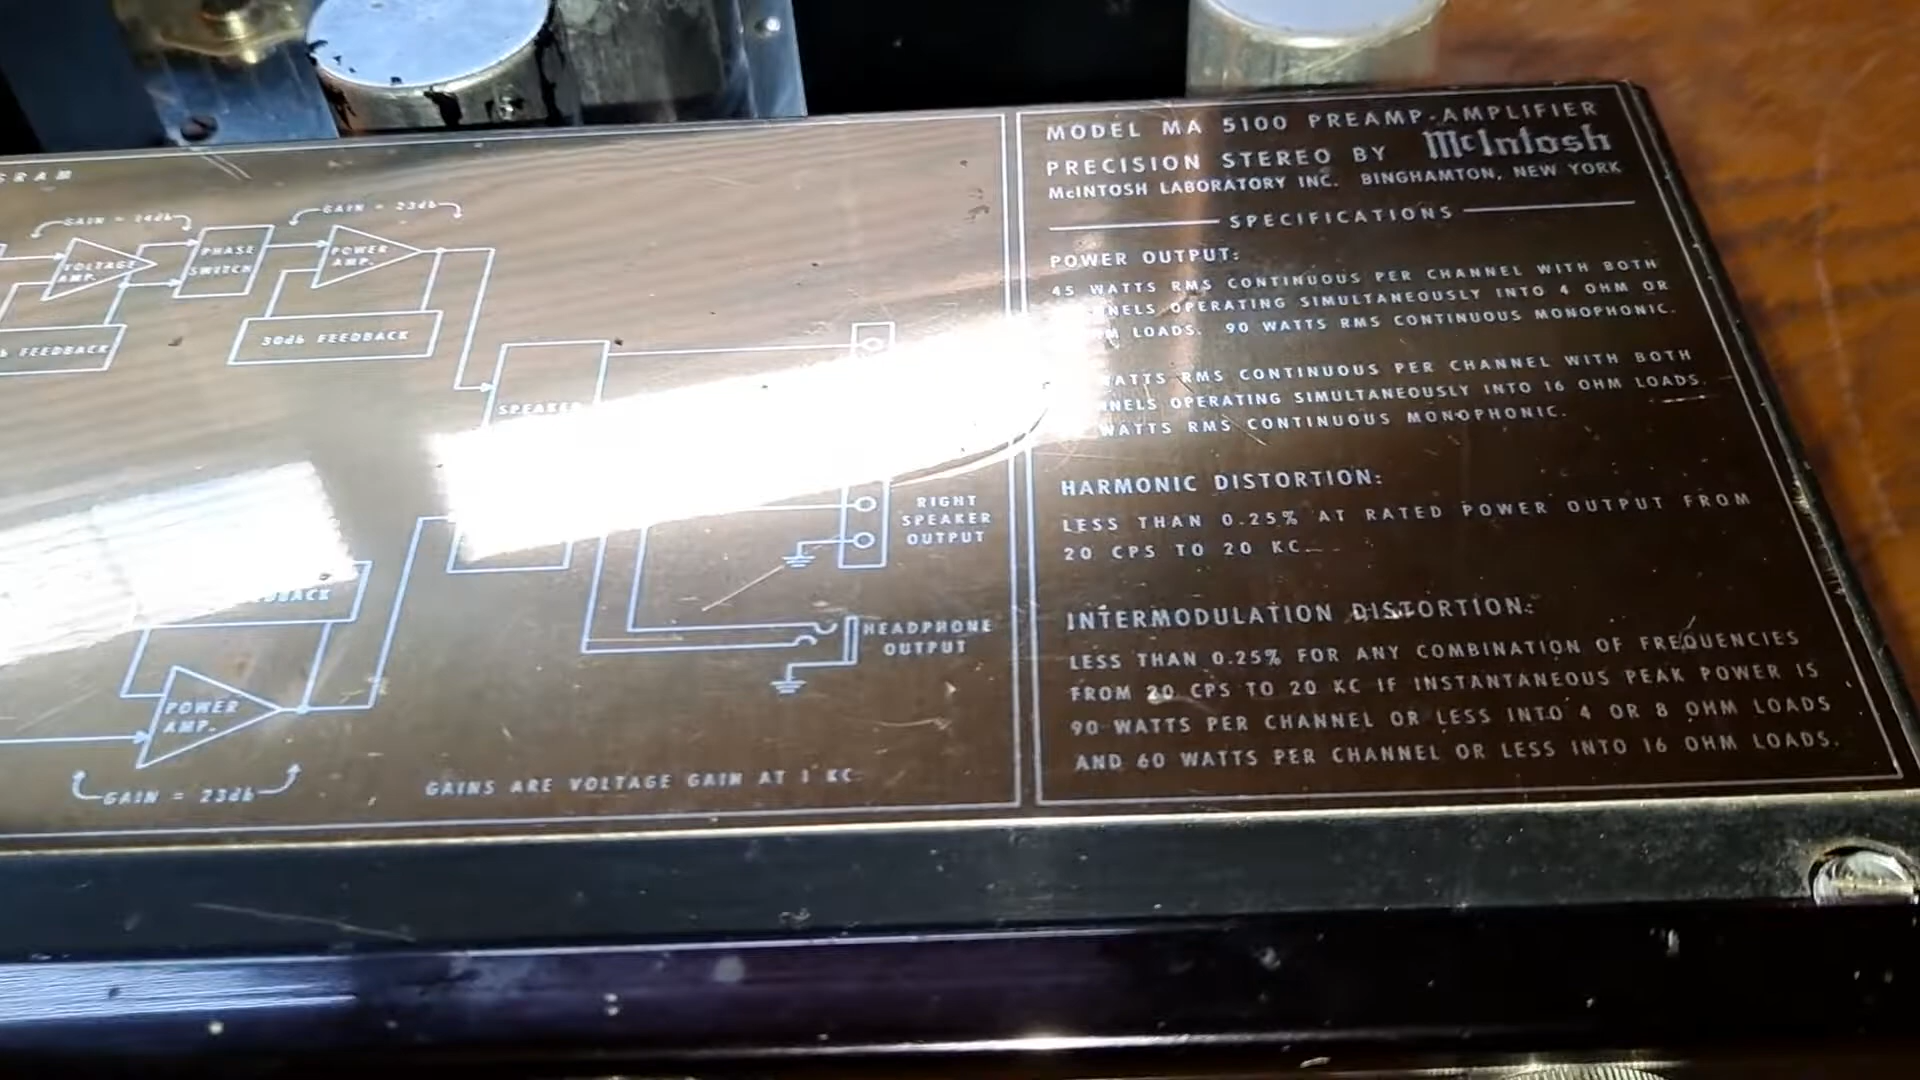 GAIN = 14db
GAIN = 23db
VOLTAGE
AMP.
PHASE
SWITCH
POWER
AMP.
FEEDBACK
30db FEEDBACK
SPEAKER
RIGHT
SPEAKER
OUTPUT
HEADPHONE
OUTPUT
POWER
AMP.
GAIN = 23db
GAINS ARE VOLTAGE GAIN AT 1 KC
MODEL MA 5100 PREAMP-AMPLIFIER
PRECISION STEREO BY McIntosh
McINTOSH LABORATORY INC. BINGHAMTON, NEW YORK
SPECIFICATIONS
POWER OUTPUT:
45 WATTS RMS CONTINUOUS PER CHANNEL WITH BOTH
OPERATING SIMULTANEOUSLY INTO 4 OHM OR
LOADS. 90 WATTS RMS CONTINUOUS MONOPHONIC.
WATTS RMS CONTINUOUS PER CHANNEL WITH BOTH
OPERATING SIMULTANEOUSLY INTO 16 OHM LOADS.
WATTS RMS CONTINUOUS MONOPHONIC.
HARMONIC DISTORTION:
LESS THAN 0.25% AT RATED POWER OUTPUT FROM
20 CPS TO 20 KC.
INTERMODULATION DISTORTION:
LESS THAN 0.25% FOR ANY COMBINATION OF FREQUENCIES
FROM 20 CPS TO 20 KC IF INSTANTANEOUS PEAK POWER IS
90 WATTS PER CHANNEL OR LESS INTO 4 OR 8 OHM LOADS
AND 60 WATTS PER CHANNEL OR LESS INTO 16 OHM LOADS.